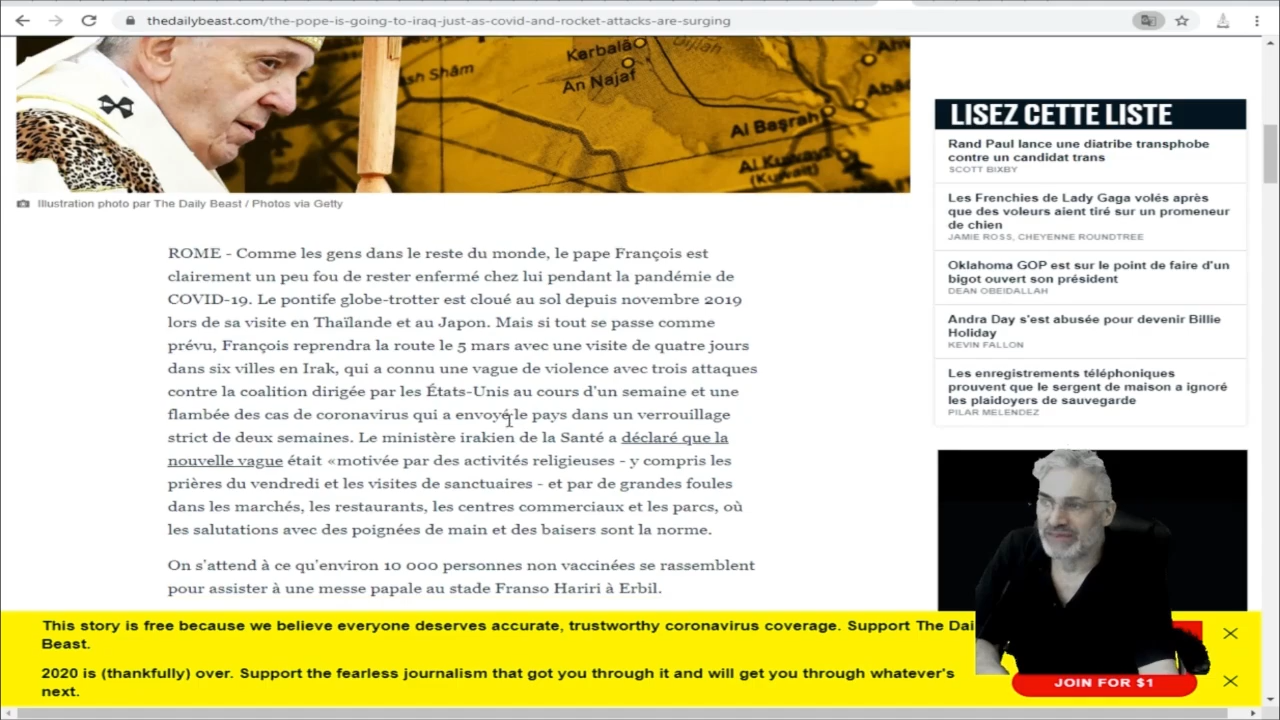 thedailybeast.com/the-pope-is-going-to-iraq-just-as-covid-and-rocket-attacks-are-surging
ash Shām
Karbalā
An Najaf
Dijlah
Al Başrah
Abād
Al Kuwayt
(Kuwait)
Illustration photo par The Daily Beast / Photos via Getty
ROME - Comme les gens dans le reste du monde, le pape François est
clairement un peu fou de rester enfermé chez lui pendant la pandémie de
COVID-19. Le pontife globe-trotter est cloué au sol depuis novembre 2019
lors de sa visite en Thaïlande et au Japon. Mais si tout se passe comme
prévu, François reprendra la route le 5 mars avec une visite de quatre jours
dans six villes en Irak, qui a connu une vague de violence avec trois attaques
contre la coalition dirigée par les États-Unis au cours d'un semaine et une
flambée des cas de coronavirus qui a envoyé le pays dans un verrouillage
strict de deux semaines. Le ministère irakien de la Santé a déclaré que la
nouvelle vague était «motivée par des activités religieuses - y compris les
prières du vendredi et les visites de sanctuaires - et par de grandes foules
dans les marchés, les restaurants, les centres commerciaux et les parcs, où
les salutations avec des poignées de main et des baisers sont la norme.
On s'attend à ce qu'environ 10 000 personnes non vaccinées se rassemblent
pour assister à une messe papale au stade Franso Hariri à Erbil.
LISEZ CETTE LISTE
Rand Paul lance une diatribe transphobe
contre un candidat trans
SCOTT BIXBY
Les Frenchies de Lady Gaga volés après
que des voleurs aient tiré sur un promeneur
de chien
JAMIE ROSS, CHEYENNE ROUNDTREE
Oklahoma GOP est sur le point de faire d'un
bigot ouvert son président
DEAN OBEIDALLAH
Andra Day s'est abusée pour devenir Billie
Holiday
KEVIN FALLON
Les enregistrements téléphoniques
prouvent que le sergent de maison a ignoré
les plaidoyers de sauvegarde
PILAR MELENDEZ
This story is free because we believe everyone deserves accurate, trustworthy coronavirus coverage. Support The Dai
Beast.
2020 is (thankfully) over. Support the fearless journalism that got you through it and will get you through whatever's
next.
JOIN FOR $1